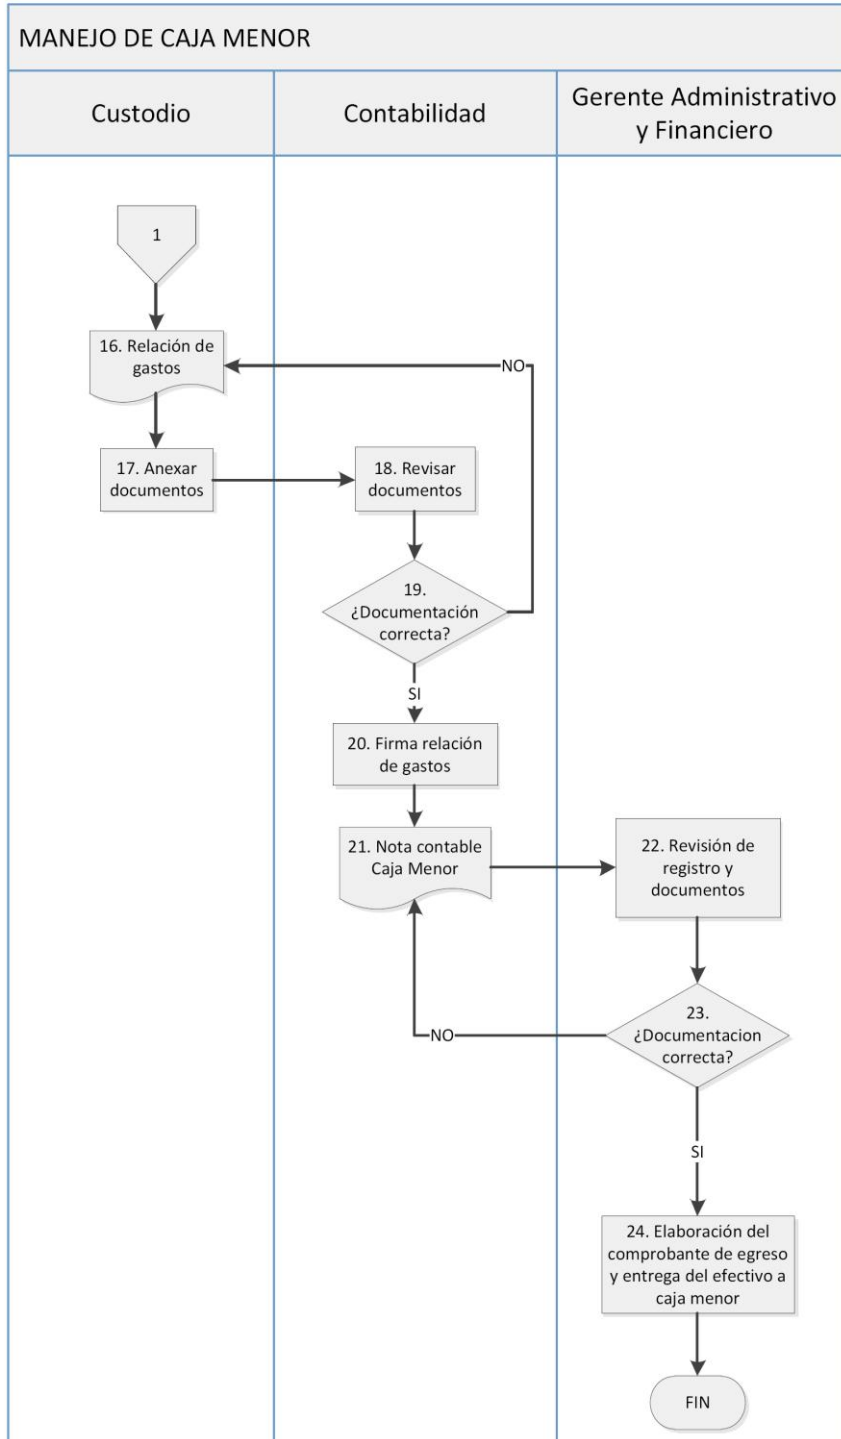 MANEJO DE CAJA MENOR
Custodio
Contabilidad
Gerente Administrativo
y Financiero
1
16. Relación de
gastos
NO
17. Anexar
documentos
18. Revisar
documentos
19.
¿Documentación
correcta?
SI
20. Firma relación
de gastos
21. Nota contable
Caja Menor
22. Revisión de
registro y
documentos
23.
¿Documentacion
correcta?
NO
SI
24. Elaboración del
comprobante de egreso
y entrega del efectivo a
caja menor
FIN